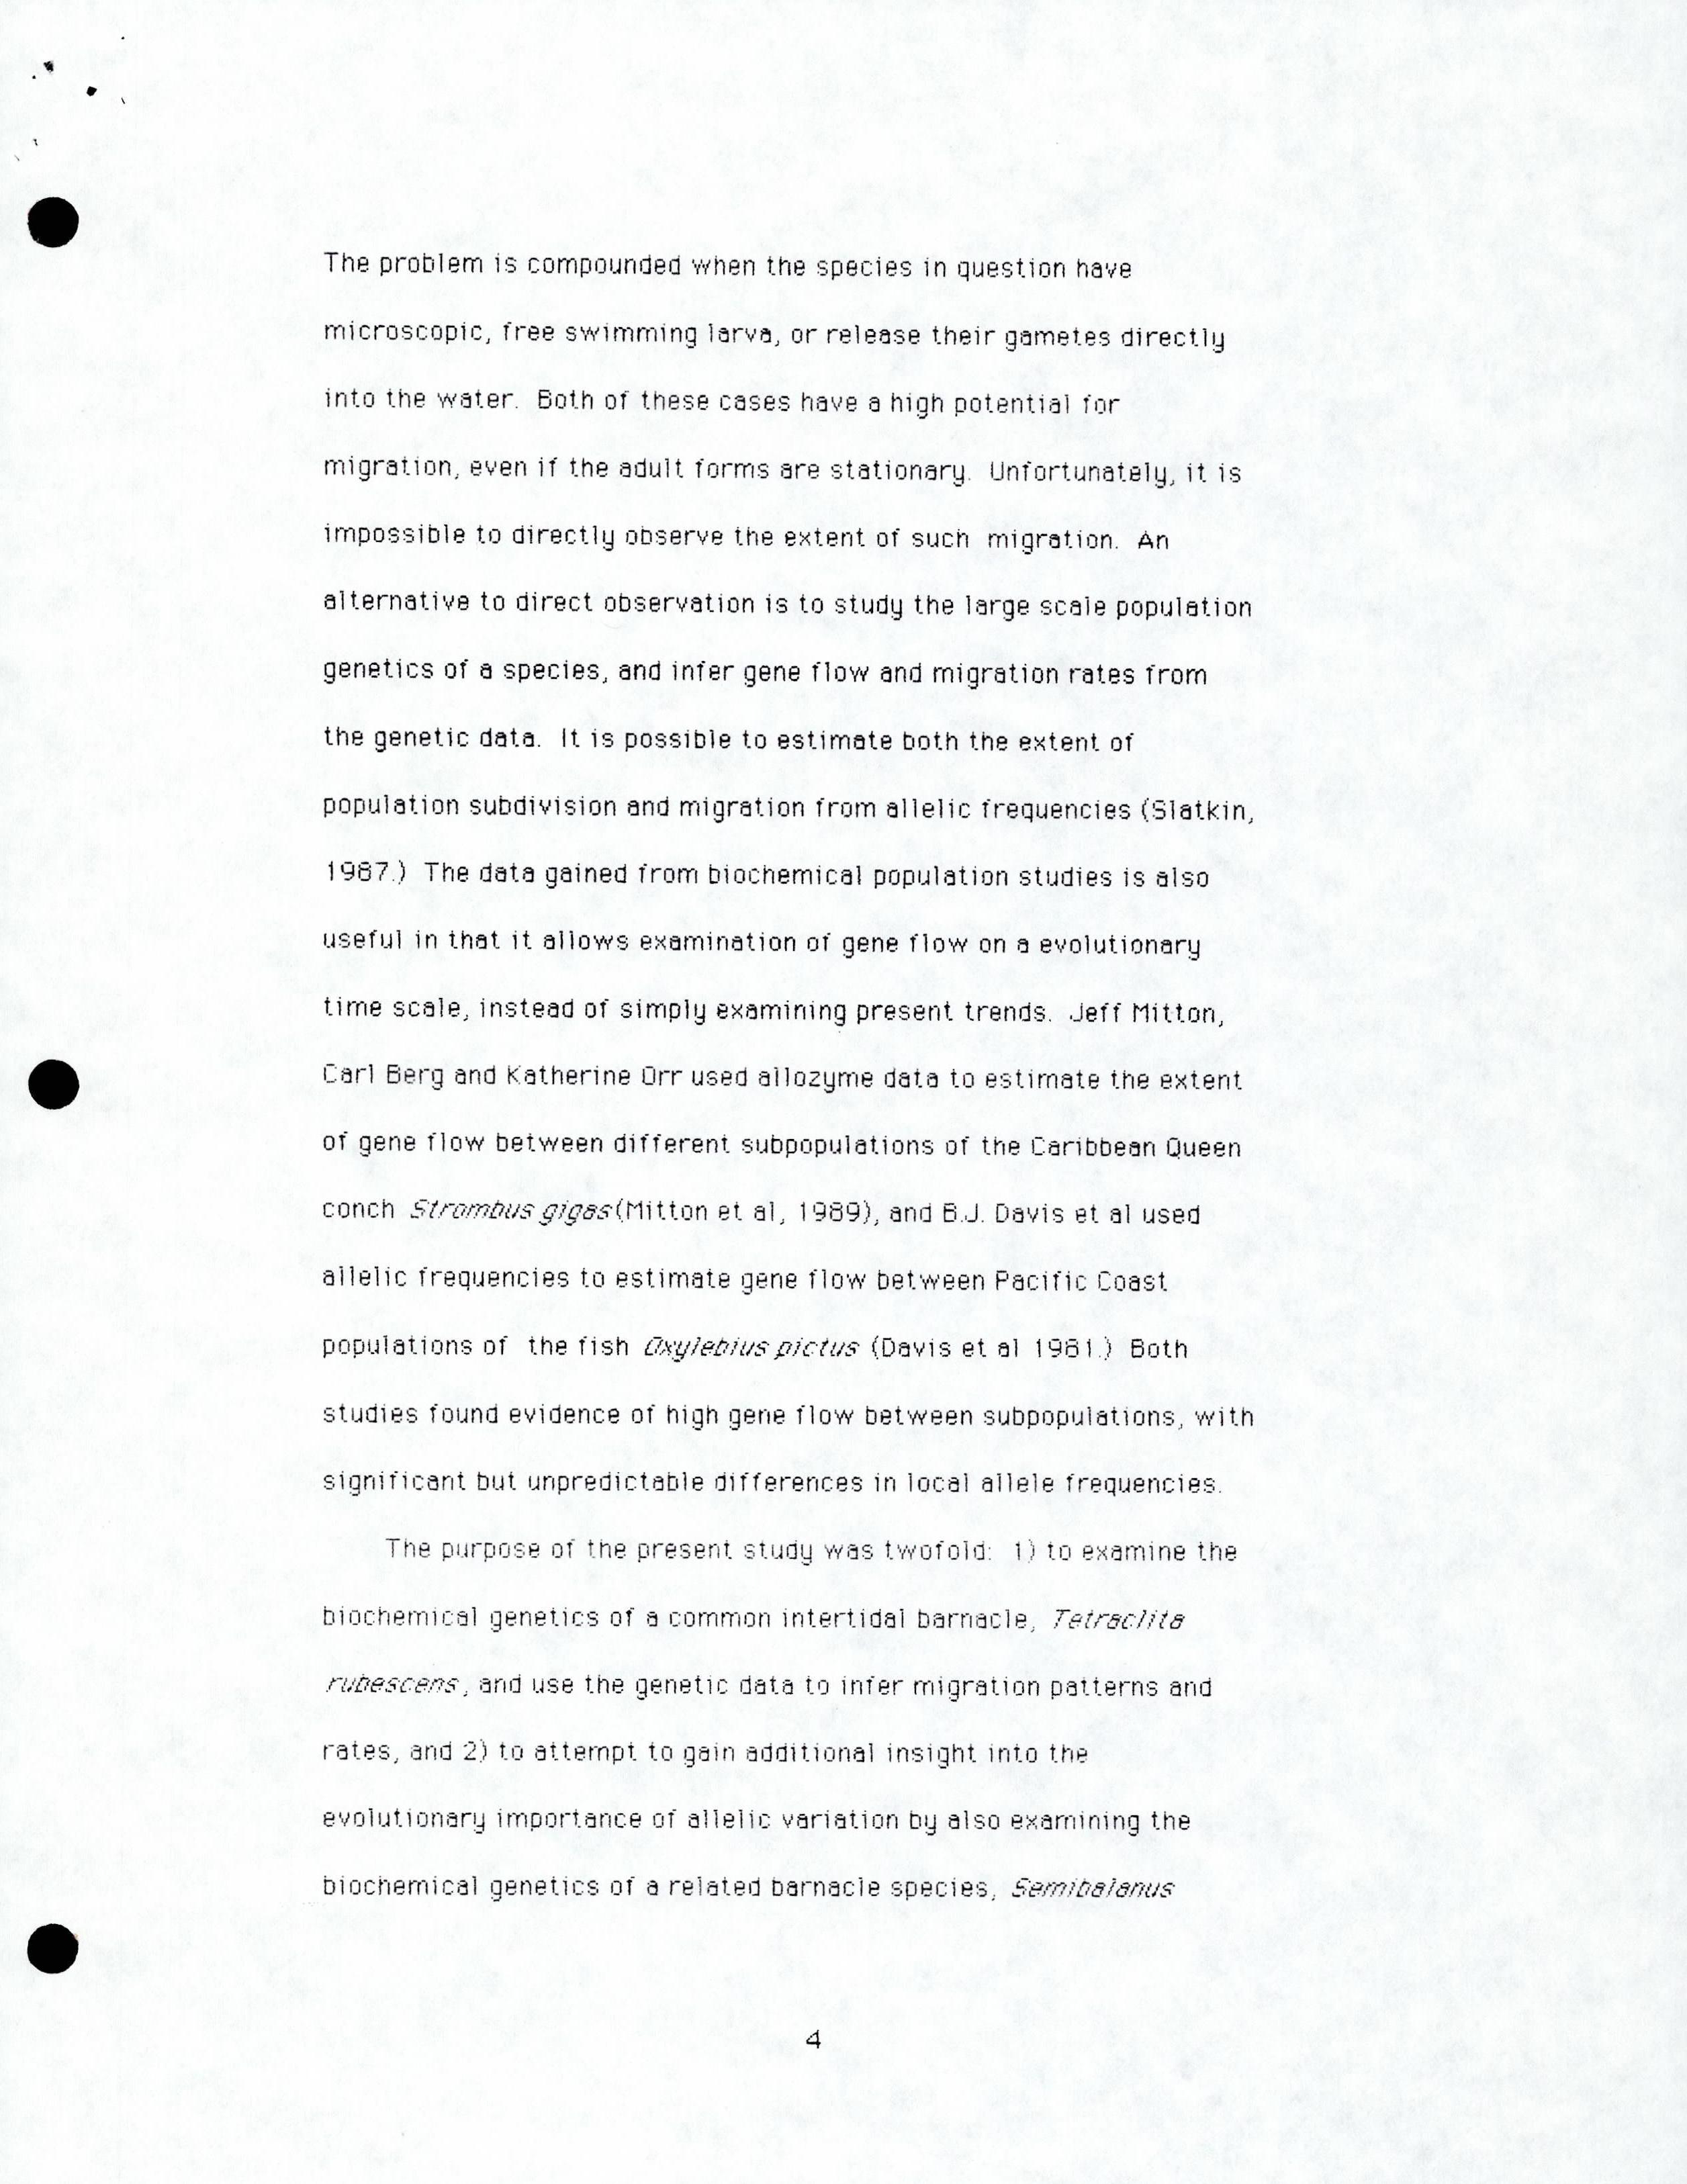 The problem is compounded when the species in question have
microscopic, free swimming larva, or release their gametes directly
into the water.  Both of these cases have a high potential for
migration, even if the adult forms are stationary.  Unfortunately, it is
impossible to directly observe the extent of such  migration.  An
alternative to direct observation is to study the large scale population
genetics of a species, and infer gene flow and migration rates from
the genetic data.  It is possible to estimate both the extent of
population subdivision and migration from allelic frequencies (Slatkin,
1987.)  The data gained from biochemical population studies is also
useful in that it allows examination of gene flow on a evolutionary
time scale, instead of simply examining present trends.  Jeff Mitton,
Carl Berg and Katherine Orr used allozyme data to estimate the extent
of gene flow between different subpopulations of the Caribbean Queen
conch  Strombus gigas(Mitton et al, 1989), and B.J. Davis et al used
allelic frequencies to estimate gene flow between Pacific Coast
populations of  the fish Oxylebius pictus (Davis et al 1981.)  Both
studies found evidence of high gene flow between subpopulations, with
significant but unpredictable differences in local allele frequencies.
The purpose of the present study was twofold:  1) to examine the
biochemical genetics of a common intertidal barnacle,  Tetraclita
rubescens, and use the genetic data to infer migration patterns and
rates, and 2) to attempt to gain additional insight into the
evolutionary importance of allelic variation by also examining the
biochemical genetics of a related barnacle species,  Semibalanus
4